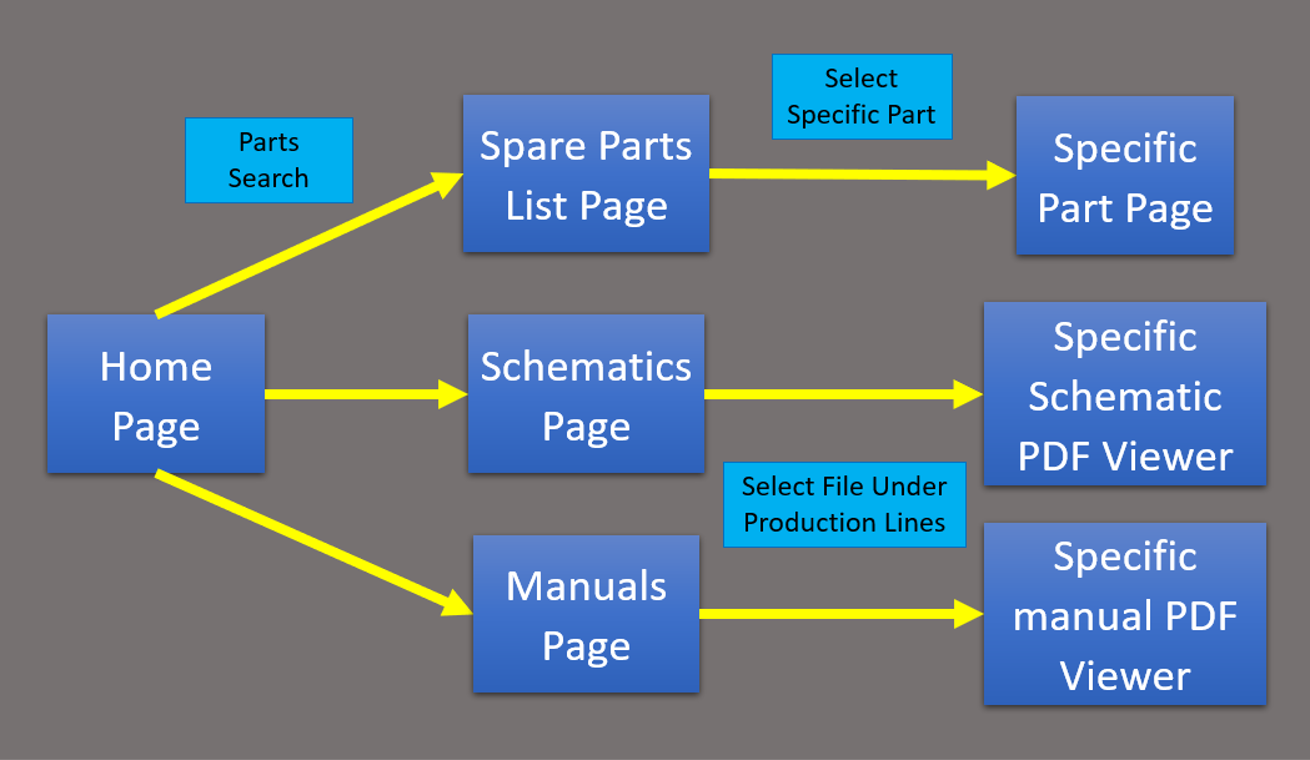 Parts
Search
Spare Parts
List Page
Select
Specific Part
Specific
Part Page
Home
Page
Schematics
Page
Specific
Schematic
PDF Viewer
Manuals
Page
Select File Under
Production Lines
Specific
manual PDF
Viewer